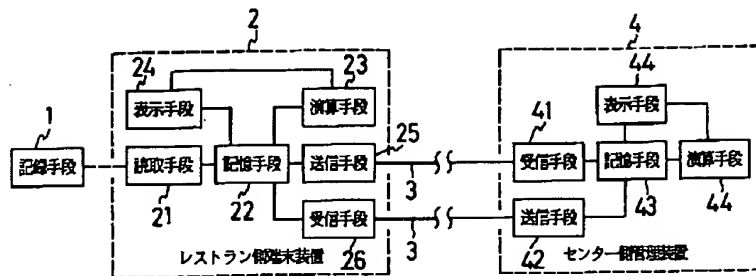 2
4
24
23
44
表示手段
演算手段
25
41
表示手段
1
記録手段
読取手段
記憶手段
送信手段
受信手段
記憶手段
演算手段
21
22
3
43
44
受信手段
3
送信手段
26
42
レストラン側端末装置
センター側管理装置